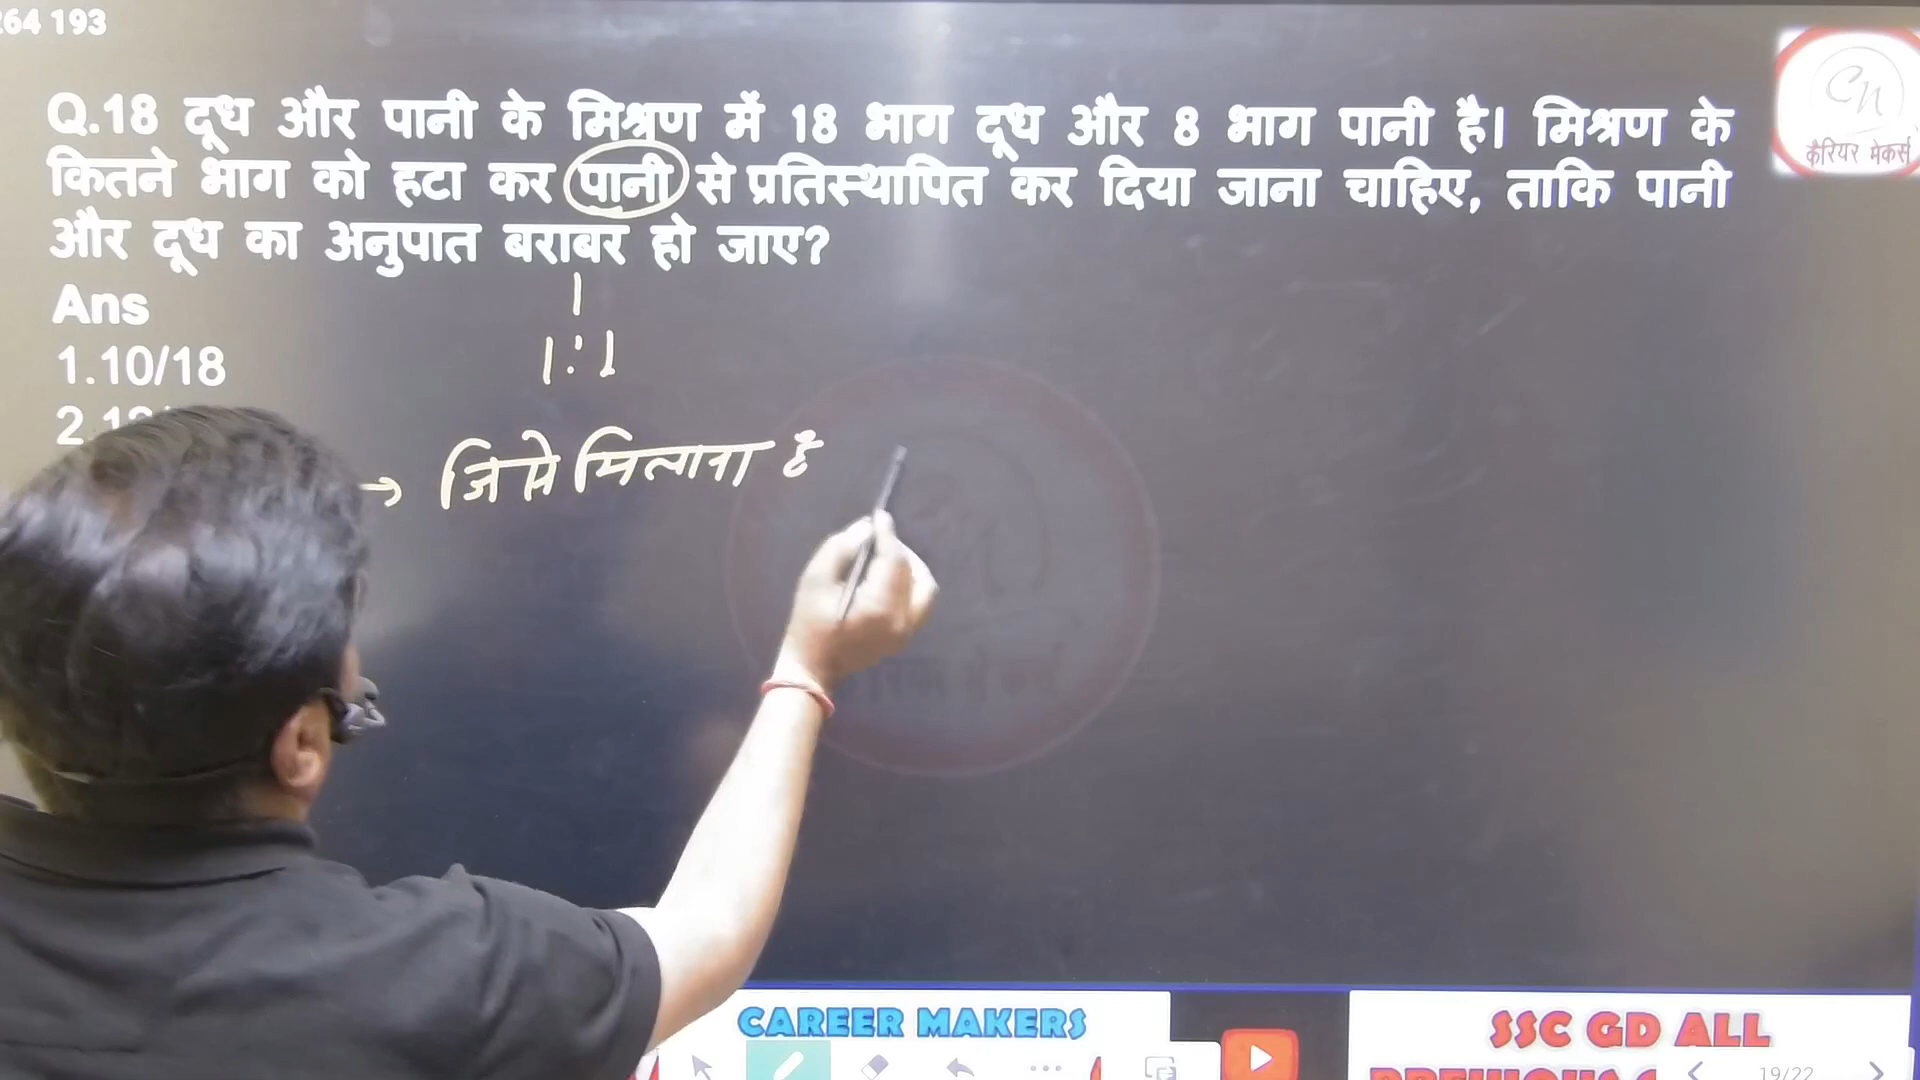 264 193
Q.18 दूध और पानी के मिश्रण में 18 भाग दूध और 8 भाग पानी है। मिश्रण के
कितने भाग को हटा कर पानी से प्रतिस्थापित कर दिया जाना चाहिए, ताकि पानी
और दूध का अनुपात बराबर हो जाए?
Ans
1
1:1
1.10/18
→ जिसे मिलाना है
कैरियर मेकर्स
CAREER MAKERS
SSC GD ALL
19/22